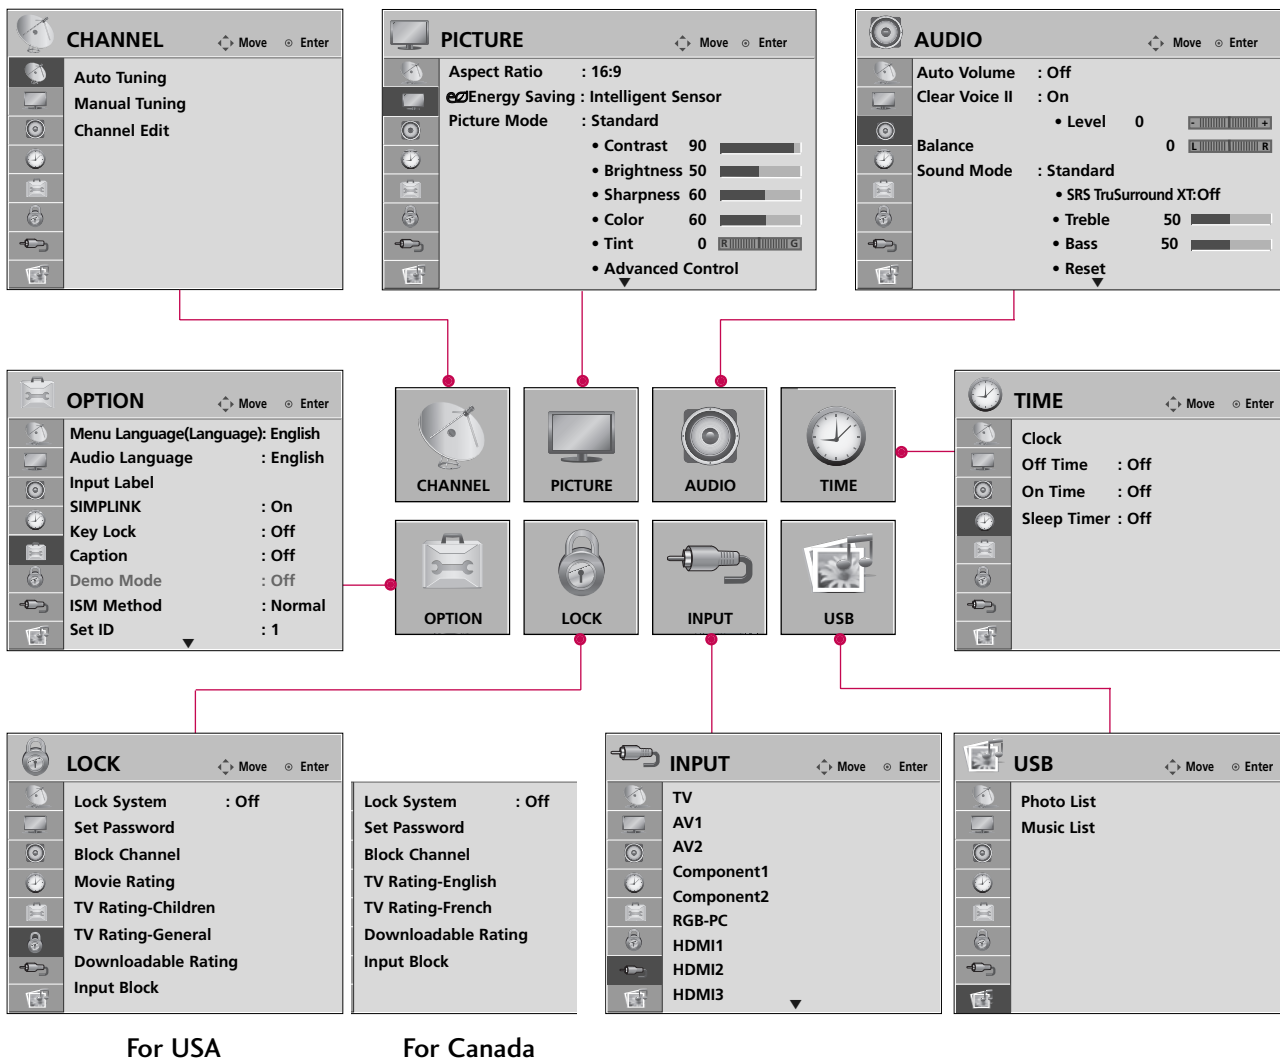 CHANNEL Move Enter
Auto Tuning
Manual Tuning
Channel Edit
PICTURE Move Enter
Aspect Ratio : 16:9
eco Energy Saving : Intelligent Sensor
Picture Mode : Standard
• Contrast 90
• Brightness 50
• Sharpness 60
• Color 60
• Tint 0 R G
• Advanced Control
AUDIO Move Enter
Auto Volume : Off
Clear Voice II : On
• Level 0 - +
Balance 0 L R
Sound Mode : Standard
• SRS TruSurround XT:Off
• Treble 50
• Bass 50
• Reset
OPTION Move Enter
Menu Language(Language): English
Audio Language : English
Input Label
SIMPLINK : On
Key Lock : Off
Caption : Off
Demo Mode : Off
ISM Method : Normal
Set ID : 1
CHANNEL
PICTURE
AUDIO
TIME
OPTION
LOCK
INPUT
USB
TIME Move Enter
Clock
Off Time : Off
On Time : Off
Sleep Timer : Off
LOCK Move Enter
Lock System : Off
Set Password
Block Channel
Movie Rating
TV Rating-Children
TV Rating-General
Downloadable Rating
Input Block
For USA
Lock System : Off
Set Password
Block Channel
TV Rating-English
TV Rating-French
Downloadable Rating
Input Block
For Canada
INPUT Move Enter
TV
AV1
AV2
Component1
Component2
RGB-PC
HDMI1
HDMI2
HDMI3
USB Move Enter
Photo List
Music List